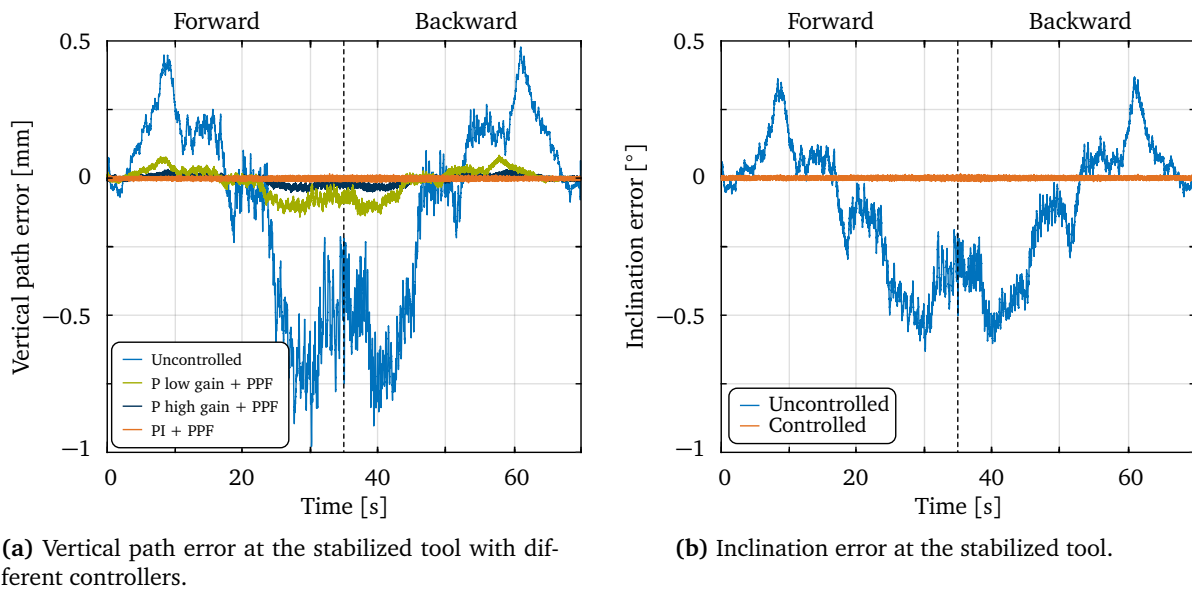 Forward Backward
0.5
0
−0.5
−1
Vertical path error [mm]
Uncontrolled
P low gain + PPF
P high gain + PPF
PI + PPF
0 20 40 60
Time [s]
(a) Vertical path error at the stabilized tool with dif-
ferent controllers.
Forward Backward
0.5
0
−0.5
−1
Inclination error [°]
Uncontrolled
Controlled
0 20 40 60
Time [s]
(b) Inclination error at the stabilized tool.